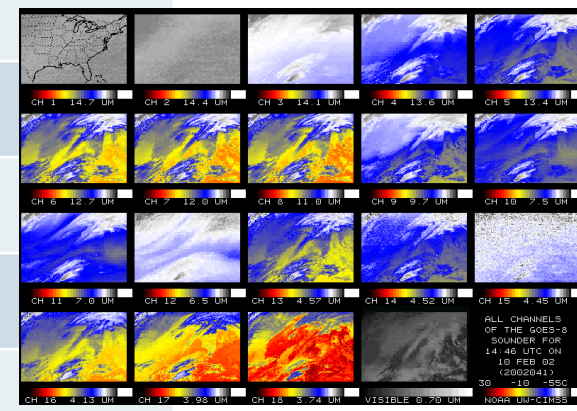 CH 1 14.7 UM
CH 2 14.4 UM
CH 3 14.1 UM
CH 4 13.6 UM
CH 5 13.4 UM
CH 6 12.7 UM
CH 7 12.0 UM
CH 8 11.0 UM
CH 9 9.7 UM
CH 10 7.5 UM
CH 11 7.0 UM
CH 12 6.5 UM
CH 13 4.57 UM
CH 14 4.52 UM
CH 15 4.45 UM
ALL CHANNELS
OF THE GOES-8
SOUNDER FOR
14:46 UTC ON
10 FEB 02
(2002041)
30 -10 -55C
CH 16 4.13 UM
CH 17 3.98 UM
CH 18 3.74 UM
VISIBLE 0.70 UM
NOAA UW-CIMSS